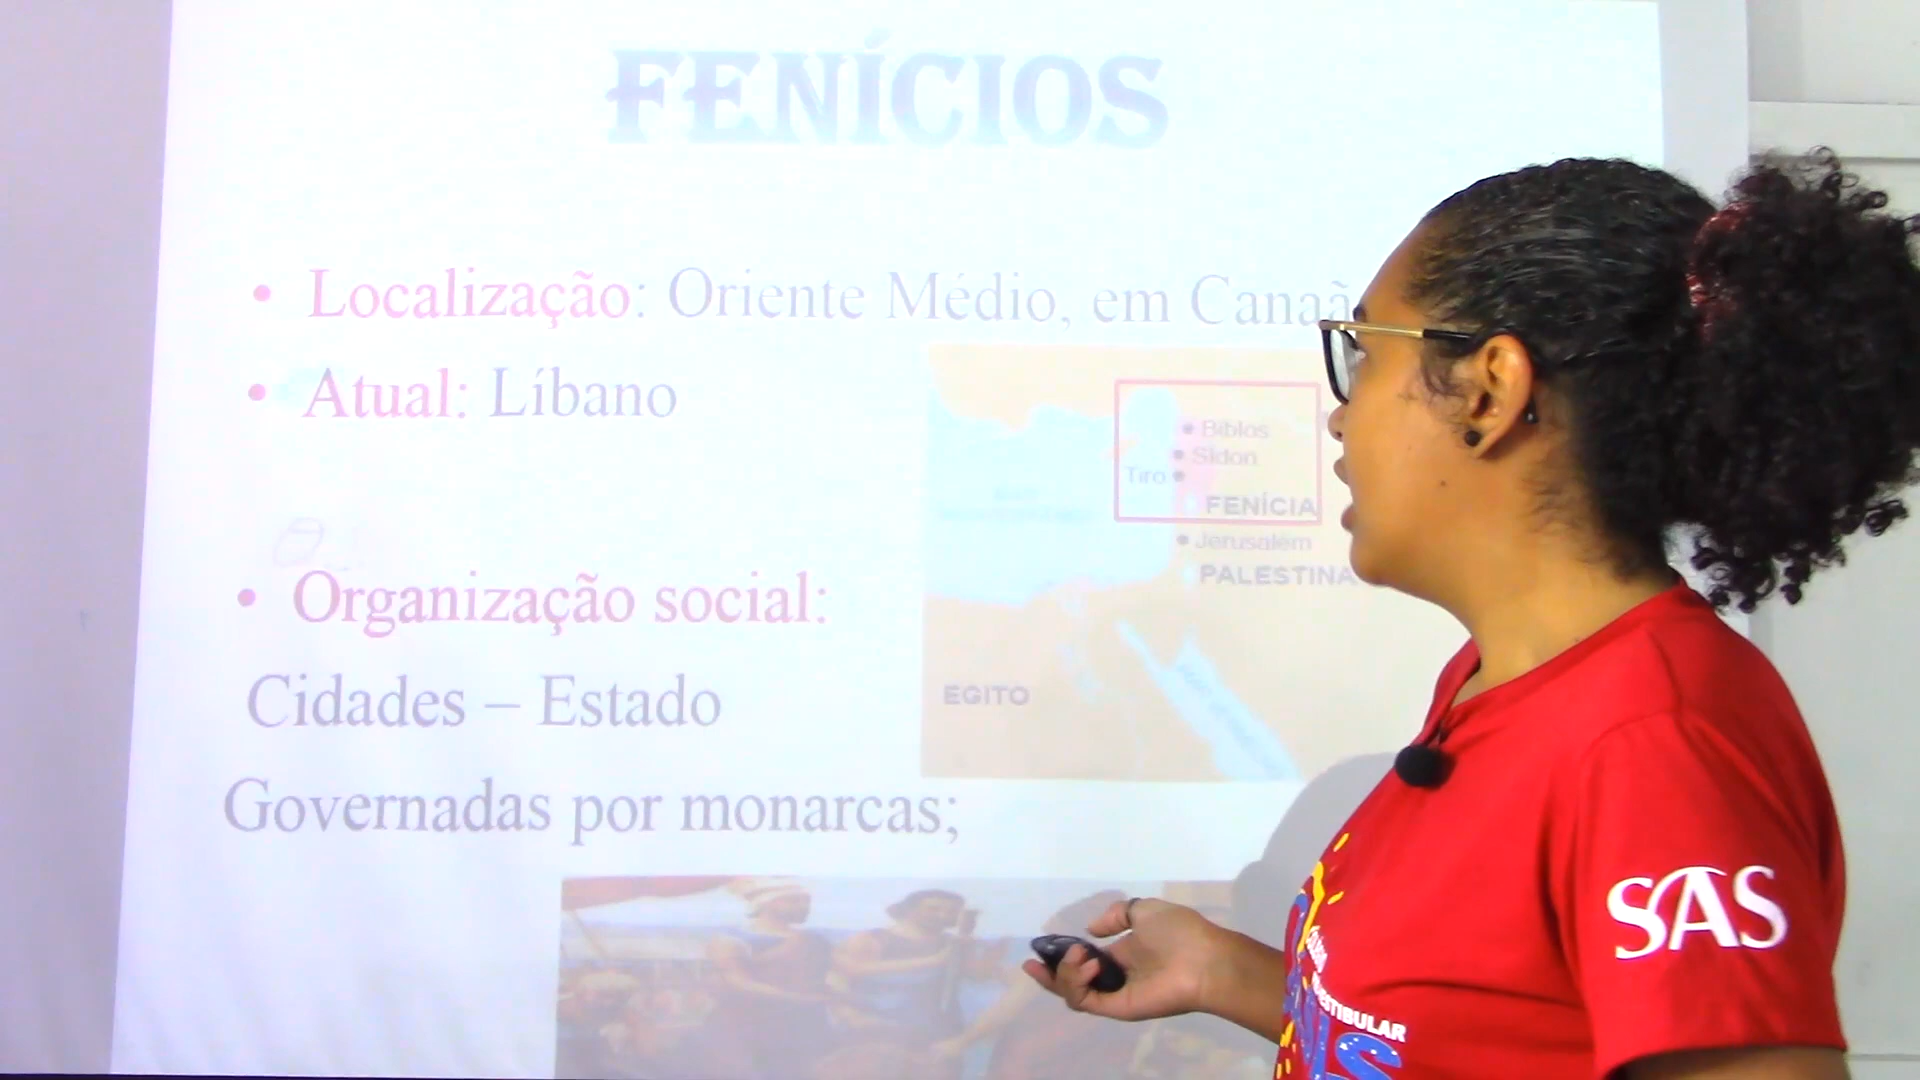 FENÍCIOS
• Localização: Oriente Médio, em Canaã
• Atual: Líbano
Biblos
Sidon
Tiro
FENÍCIA
Jerusalém
PALESTINA
EGITO
• Organização social:
Cidades – Estado
Governadas por monarcas;
SAS